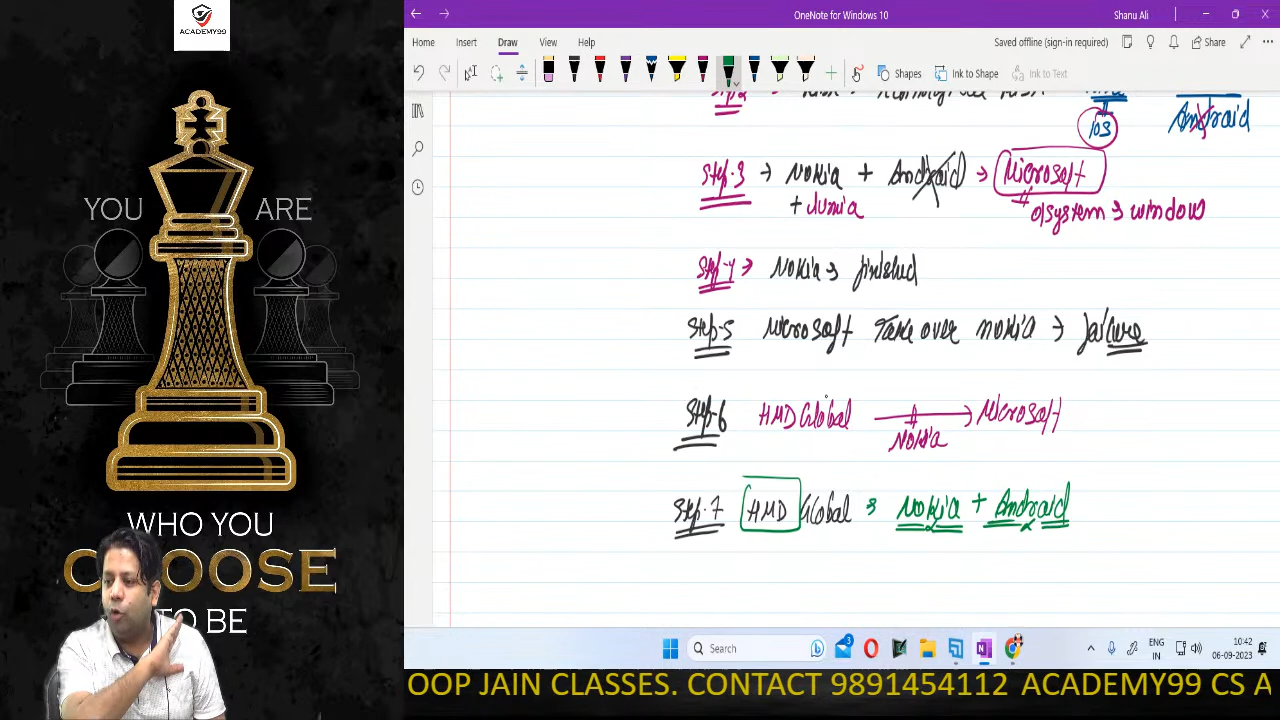 ACADEMY99
OneNote for Windows 10
Shanu Ali
Home Insert Draw View Help
Saved offline (sign-in required)
Share
Shapes
Ink to Shape
Ink to Text
ios
Android
Step-3 → Nokia + Android → Microsoft
+ lumia
o/system → window
Step-4 → Nokia → finished
Step-5 Microsoft Take over nokia → failure
Step-6 HMD Global → Microsoft
Nokia
Step-7 HMD Global → Nokia + Android
YOU ARE
WHO YOU
CHOOSE
TO BE
Search
3
ENG
IN
10:42
06-09-2023
OOP JAIN CLASSES. CONTACT 9891454112 ACADEMY99 CS A